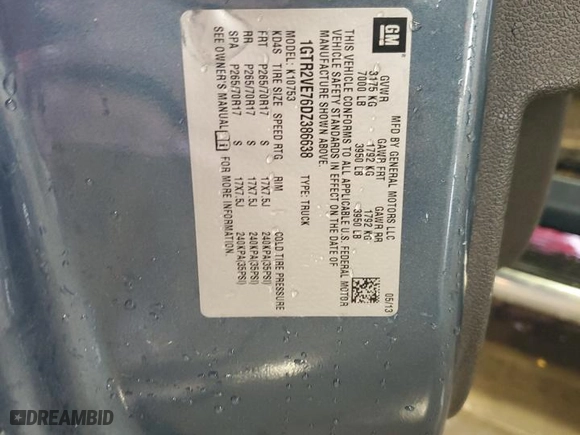 GM
MFD BY GENERAL MOTORS LLC
GVWR GAWR FRT GAWR RR
3175 KG 1792 KG 1792 KG
7000 LB 3950 LB 3950 LB
THIS VEHICLE CONFORMS TO ALL APPLICABLE U.S. FEDERAL MOTOR
VEHICLE SAFETY STANDARDS IN EFFECT ON THE DATE OF
MANUFACTURE SHOWN ABOVE.
05/13
1GTR2VE76DZ386638 TYPE: TRUCK
MODEL: K10753
KD4S TIRE SIZE SPEED RTG RIM COLD TIRE PRESSURE
FRT P265/70R17 S 17X7.5J 240KPA(35PSI)
RR P265/70R17 S 17X7.5J 240KPA(35PSI)
SPA P265/70R17 S 17X7.5J 240KPA(35PSI)
SEE OWNER'S MANUAL FOR MORE INFORMATION.
DREAMBID